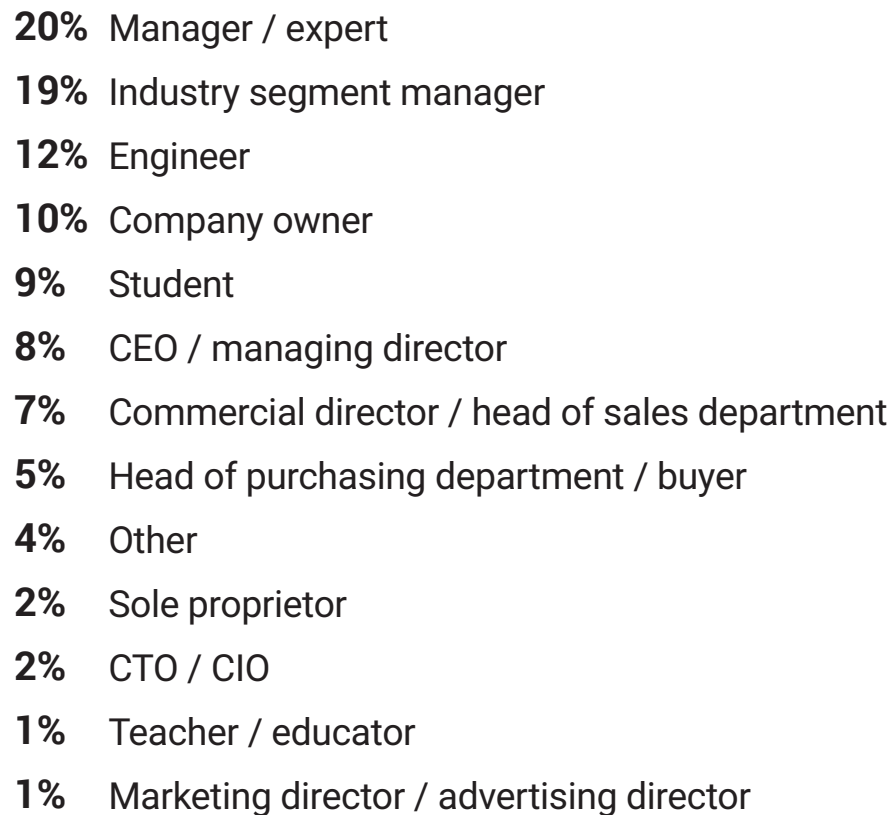 20% Manager / expert
19% Industry segment manager
12% Engineer
10% Company owner
9% Student
8% CEO / managing director
7% Commercial director / head of sales department
5% Head of purchasing department / buyer
4% Other
2% Sole proprietor
2% CTO / CIO
1% Teacher / educator
1% Marketing director / advertising director